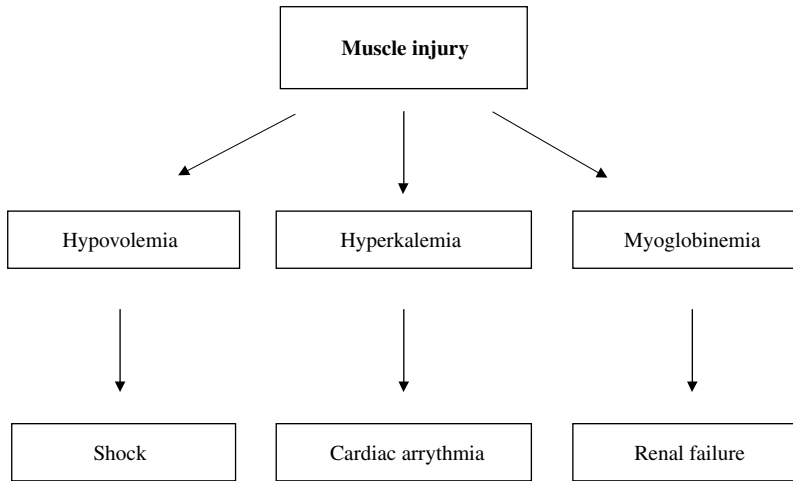 Muscle injury
Hypovolemia
Hyperkalemia
Myoglobinemia
Shock
Cardiac arrythmia
Renal failure